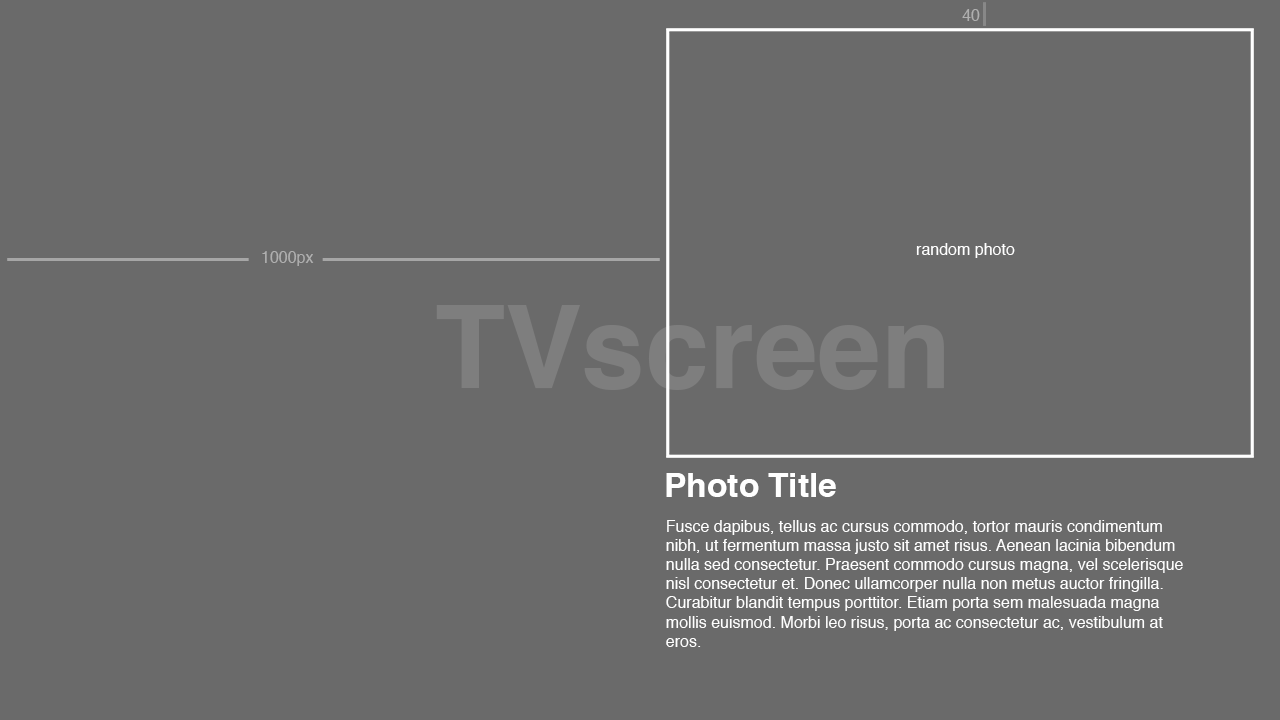 40
random photo
1000px
TVscreen
Photo Title
Fusce dapibus, tellus ac cursus commodo, tortor mauris condimentum
nibh, ut fermentum massa justo sit amet risus. Aenean lacinia bibendum
nulla sed consectetur. Praesent commodo cursus magna, vel scelerisque
nisl consectetur et. Donec ullamcorper nulla non metus auctor fringilla.
Curabitur blandit tempus porttitor. Etiam porta sem malesuada magna
mollis euismod. Morbi leo risus, porta ac consectetur ac, vestibulum at
eros.